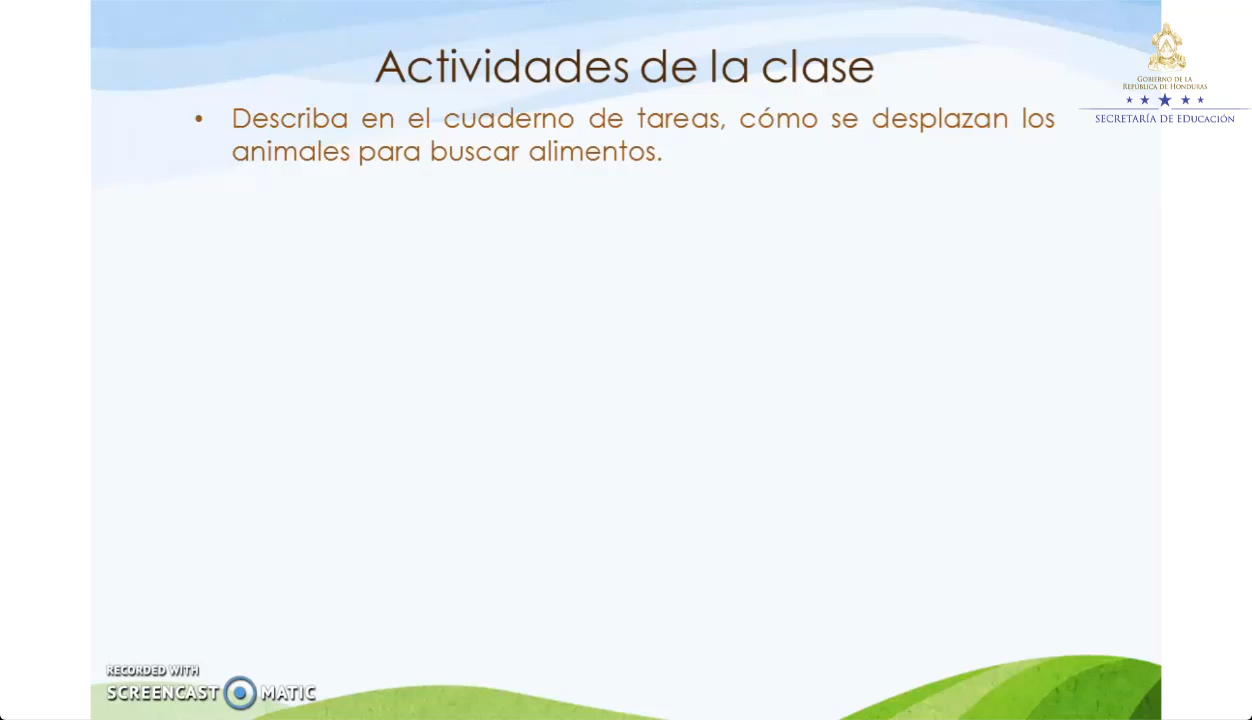 Actividades de la clase
• Describa en el cuaderno de tareas, cómo se desplazan los
animales para buscar alimentos.
GOBIERNO DE LA
REPÚBLICA DE HONDURAS
SECRETARÍA DE EDUCACIÓN
RECORDED WITH
SCREENCAST MATIC